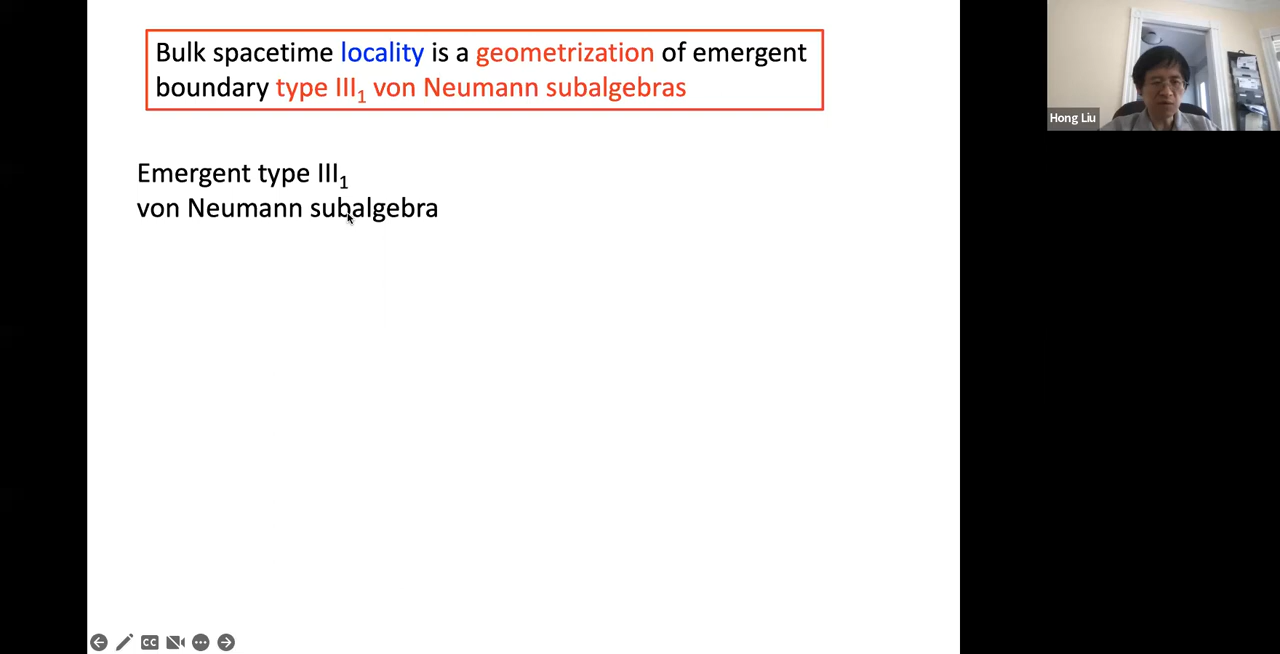 Bulk spacetime locality is a geometrization of emergent
boundary type III₁ von Neumann subalgebras
Hong Liu
Emergent type III₁
von Neumann subalgebra
CC